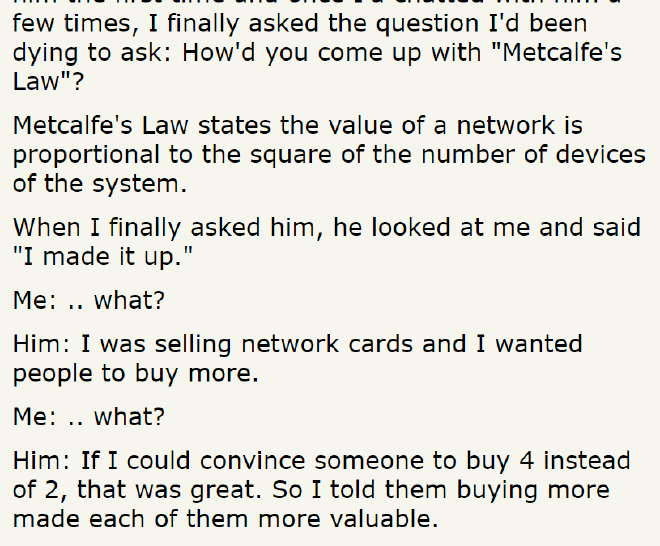 few times, I finally asked the question I'd been
dying to ask: How'd you come up with "Metcalfe's
Law"?
Metcalfe's Law states the value of a network is
proportional to the square of the number of devices
of the system.
When I finally asked him, he looked at me and said
"I made it up."
Me: .. what?
Him: I was selling network cards and I wanted
people to buy more.
Me: .. what?
Him: If I could convince someone to buy 4 instead
of 2, that was great. So I told them buying more
made each of them more valuable.